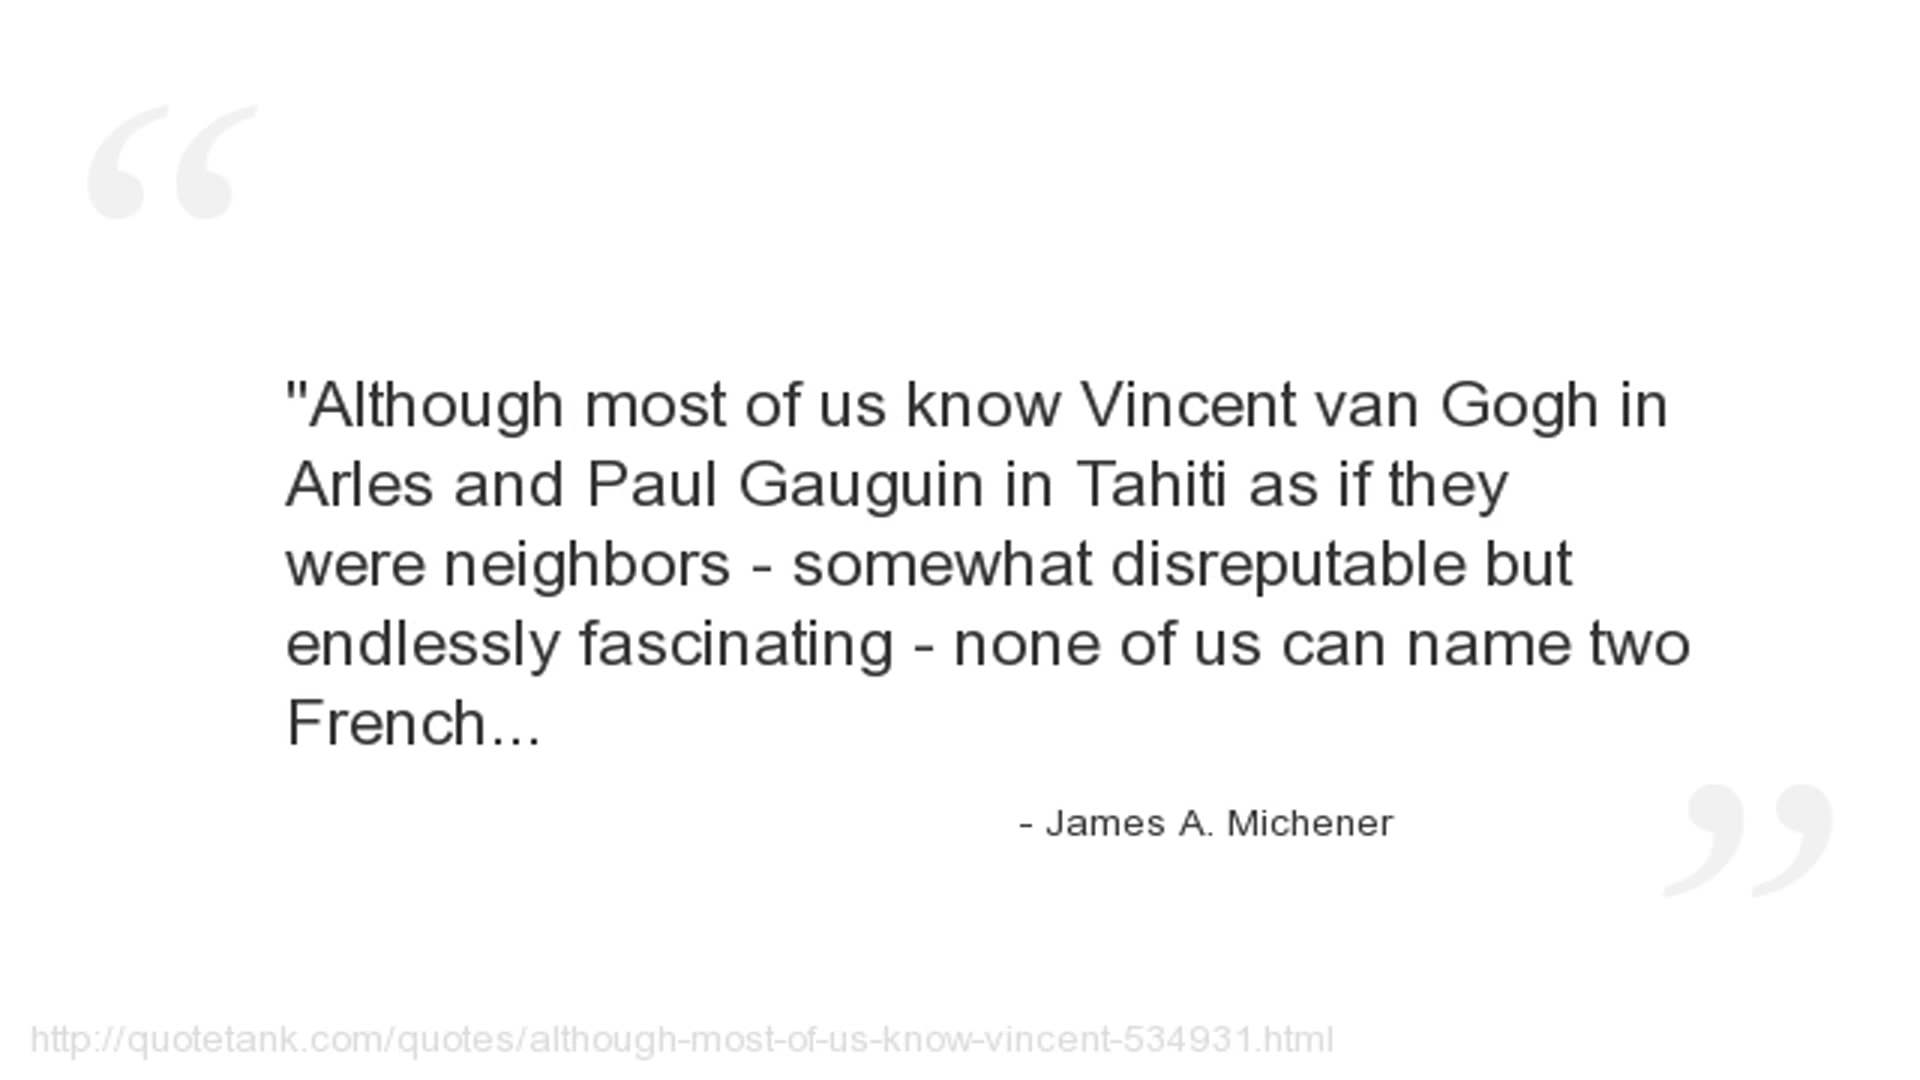 "Although most of us know Vincent van Gogh in
Arles and Paul Gauguin in Tahiti as if they
were neighbors - somewhat disreputable but
endlessly fascinating - none of us can name two
French...
- James A. Michener
http://quotetank.com/quotes/although-most-of-us-know-vincent-534931.html